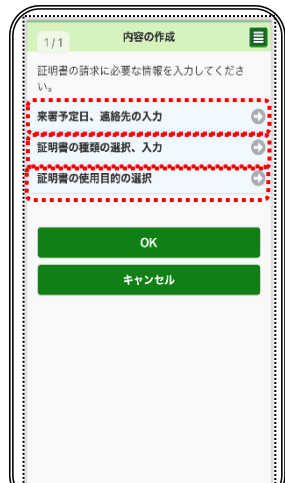 1/1
内容の作成
証明書の請求に必要な情報を入力してくださ
い。
来署予定日、連絡先の入力
証明書の種類の選択、入力
証明書の使用目的の選択
OK
キャンセル